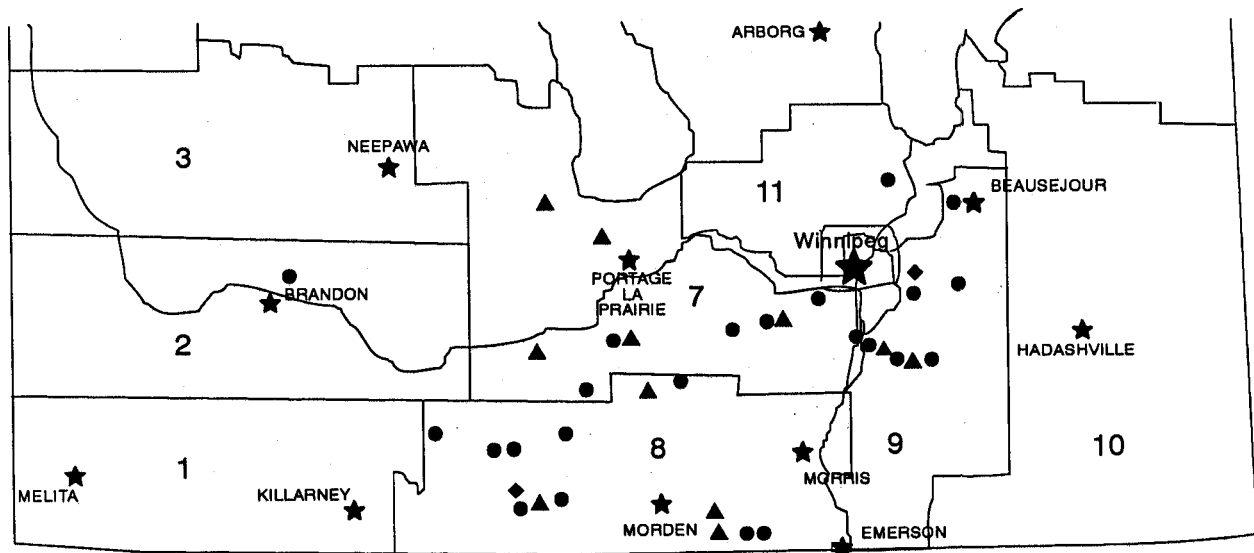 ARBORG
NEEPAWA
3
11
BEAUSEJOUR
Winnipeg
PORTAGE
LA
PRAIRIE
7
BRANDON
2
HADASHVILLE
1
8
9
10
MELITA
KILLARNEY
MORDEN
MORRIS
EMERSON